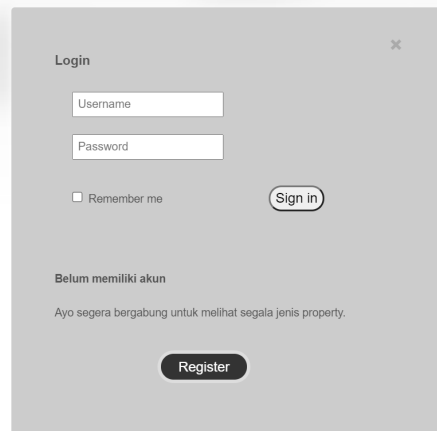 Login
Username
Password
Remember me
Sign in
Belum memiliki akun
Ayo segera bergabung untuk melihat segala jenis property.
Register